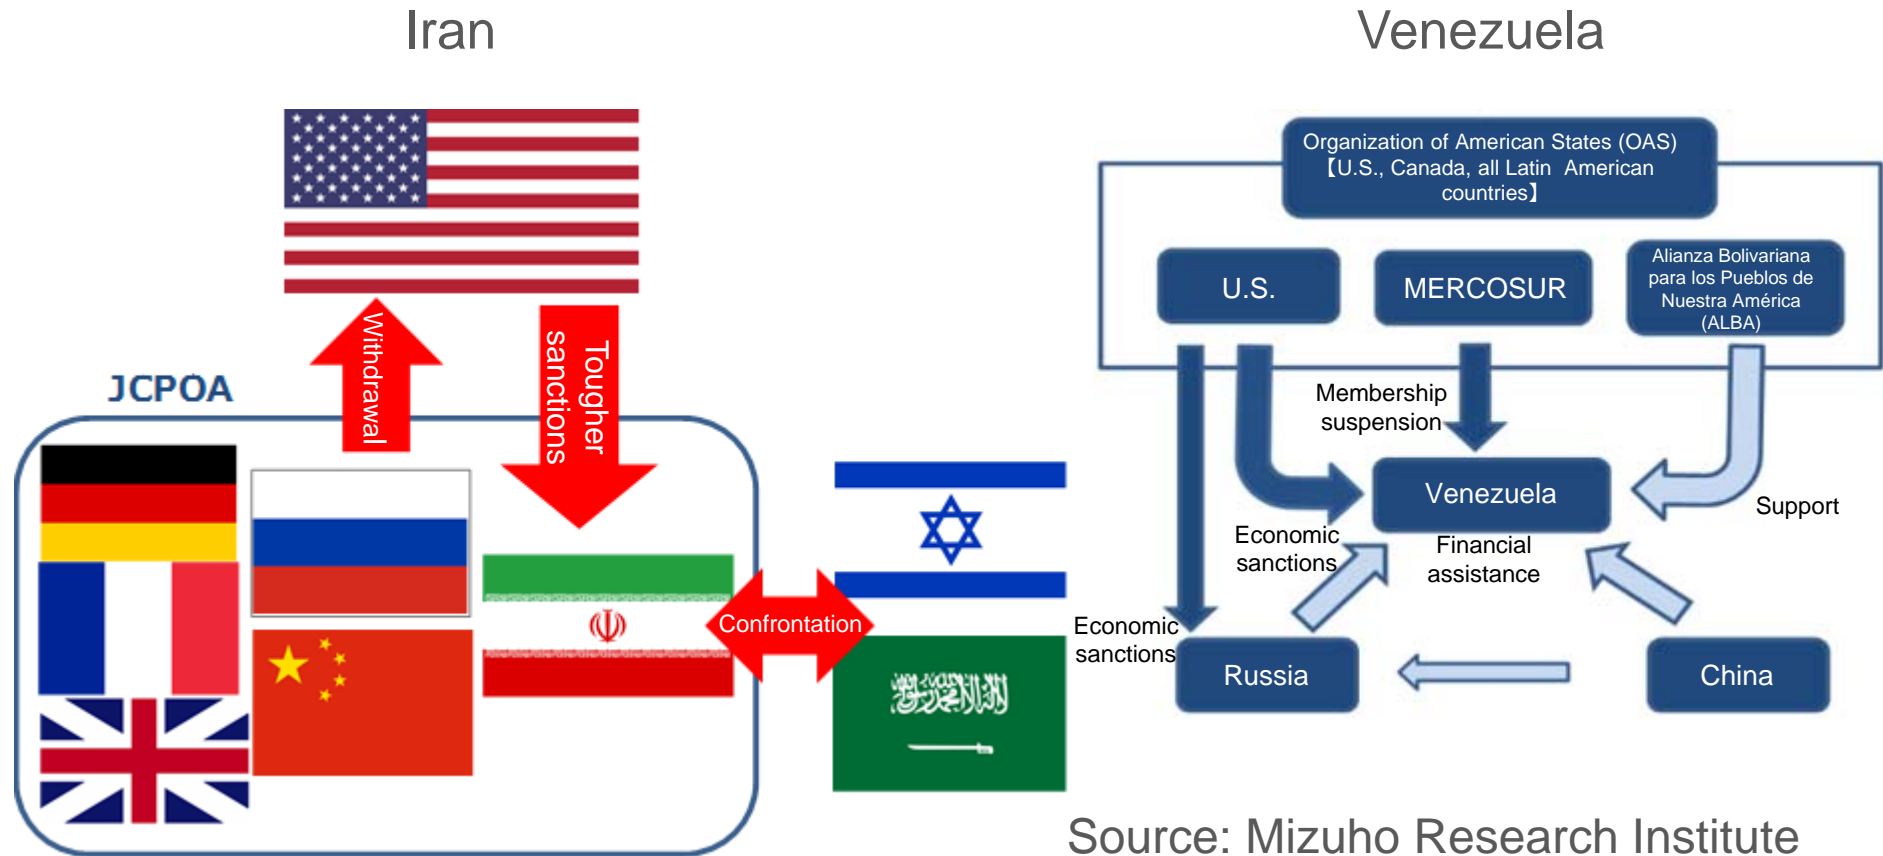 Iran
Venezuela
Withdrawal
Tougher
sanctions
JCPOA
Confrontation
Organization of American States (OAS)
【U.S., Canada, all Latin American
countries】
U.S.
MERCOSUR
Alianza Bolivariana
para los Pueblos de
Nuestra América
(ALBA)
Membership
suspension
Venezuela
Support
Economic
sanctions
Financial
assistance
Economic
sanctions
Russia
China
Source: Mizuho Research Institute